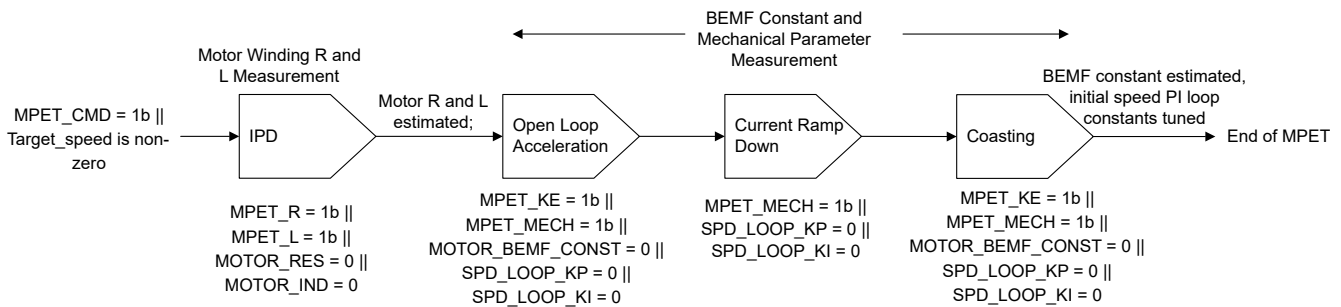 BEMF Constant and
Mechanical Parameter
Measurement
Motor Winding R and
L Measurement
MPET_CMD = 1b ||
Target_speed is non-
zero
IPD
Motor R and L
estimated;
Open Loop
Acceleration
Current Ramp
Down
Coasting
BEMF constant estimated,
initial speed PI loop
constants tuned
End of MPET
MPET_R = 1b ||
MPET_L = 1b ||
MOTOR_RES = 0 ||
MOTOR_IND = 0
MPET_KE = 1b ||
MPET_MECH = 1b ||
MOTOR_BEMF_CONST = 0 ||
SPD_LOOP_KP = 0 ||
SPD_LOOP_KI = 0
MPET_MECH = 1b ||
SPD_LOOP_KP = 0 ||
SPD_LOOP_KI = 0
MPET_KE = 1b ||
MPET_MECH = 1b ||
MOTOR_BEMF_CONST = 0 ||
SPD_LOOP_KP = 0 ||
SPD_LOOP_KI = 0